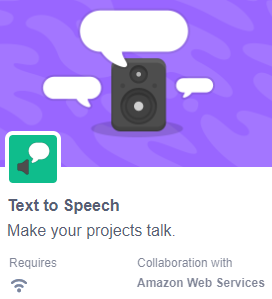 Text to Speech
Make your projects talk.
Requires
Collaboration with
Amazon Web Services